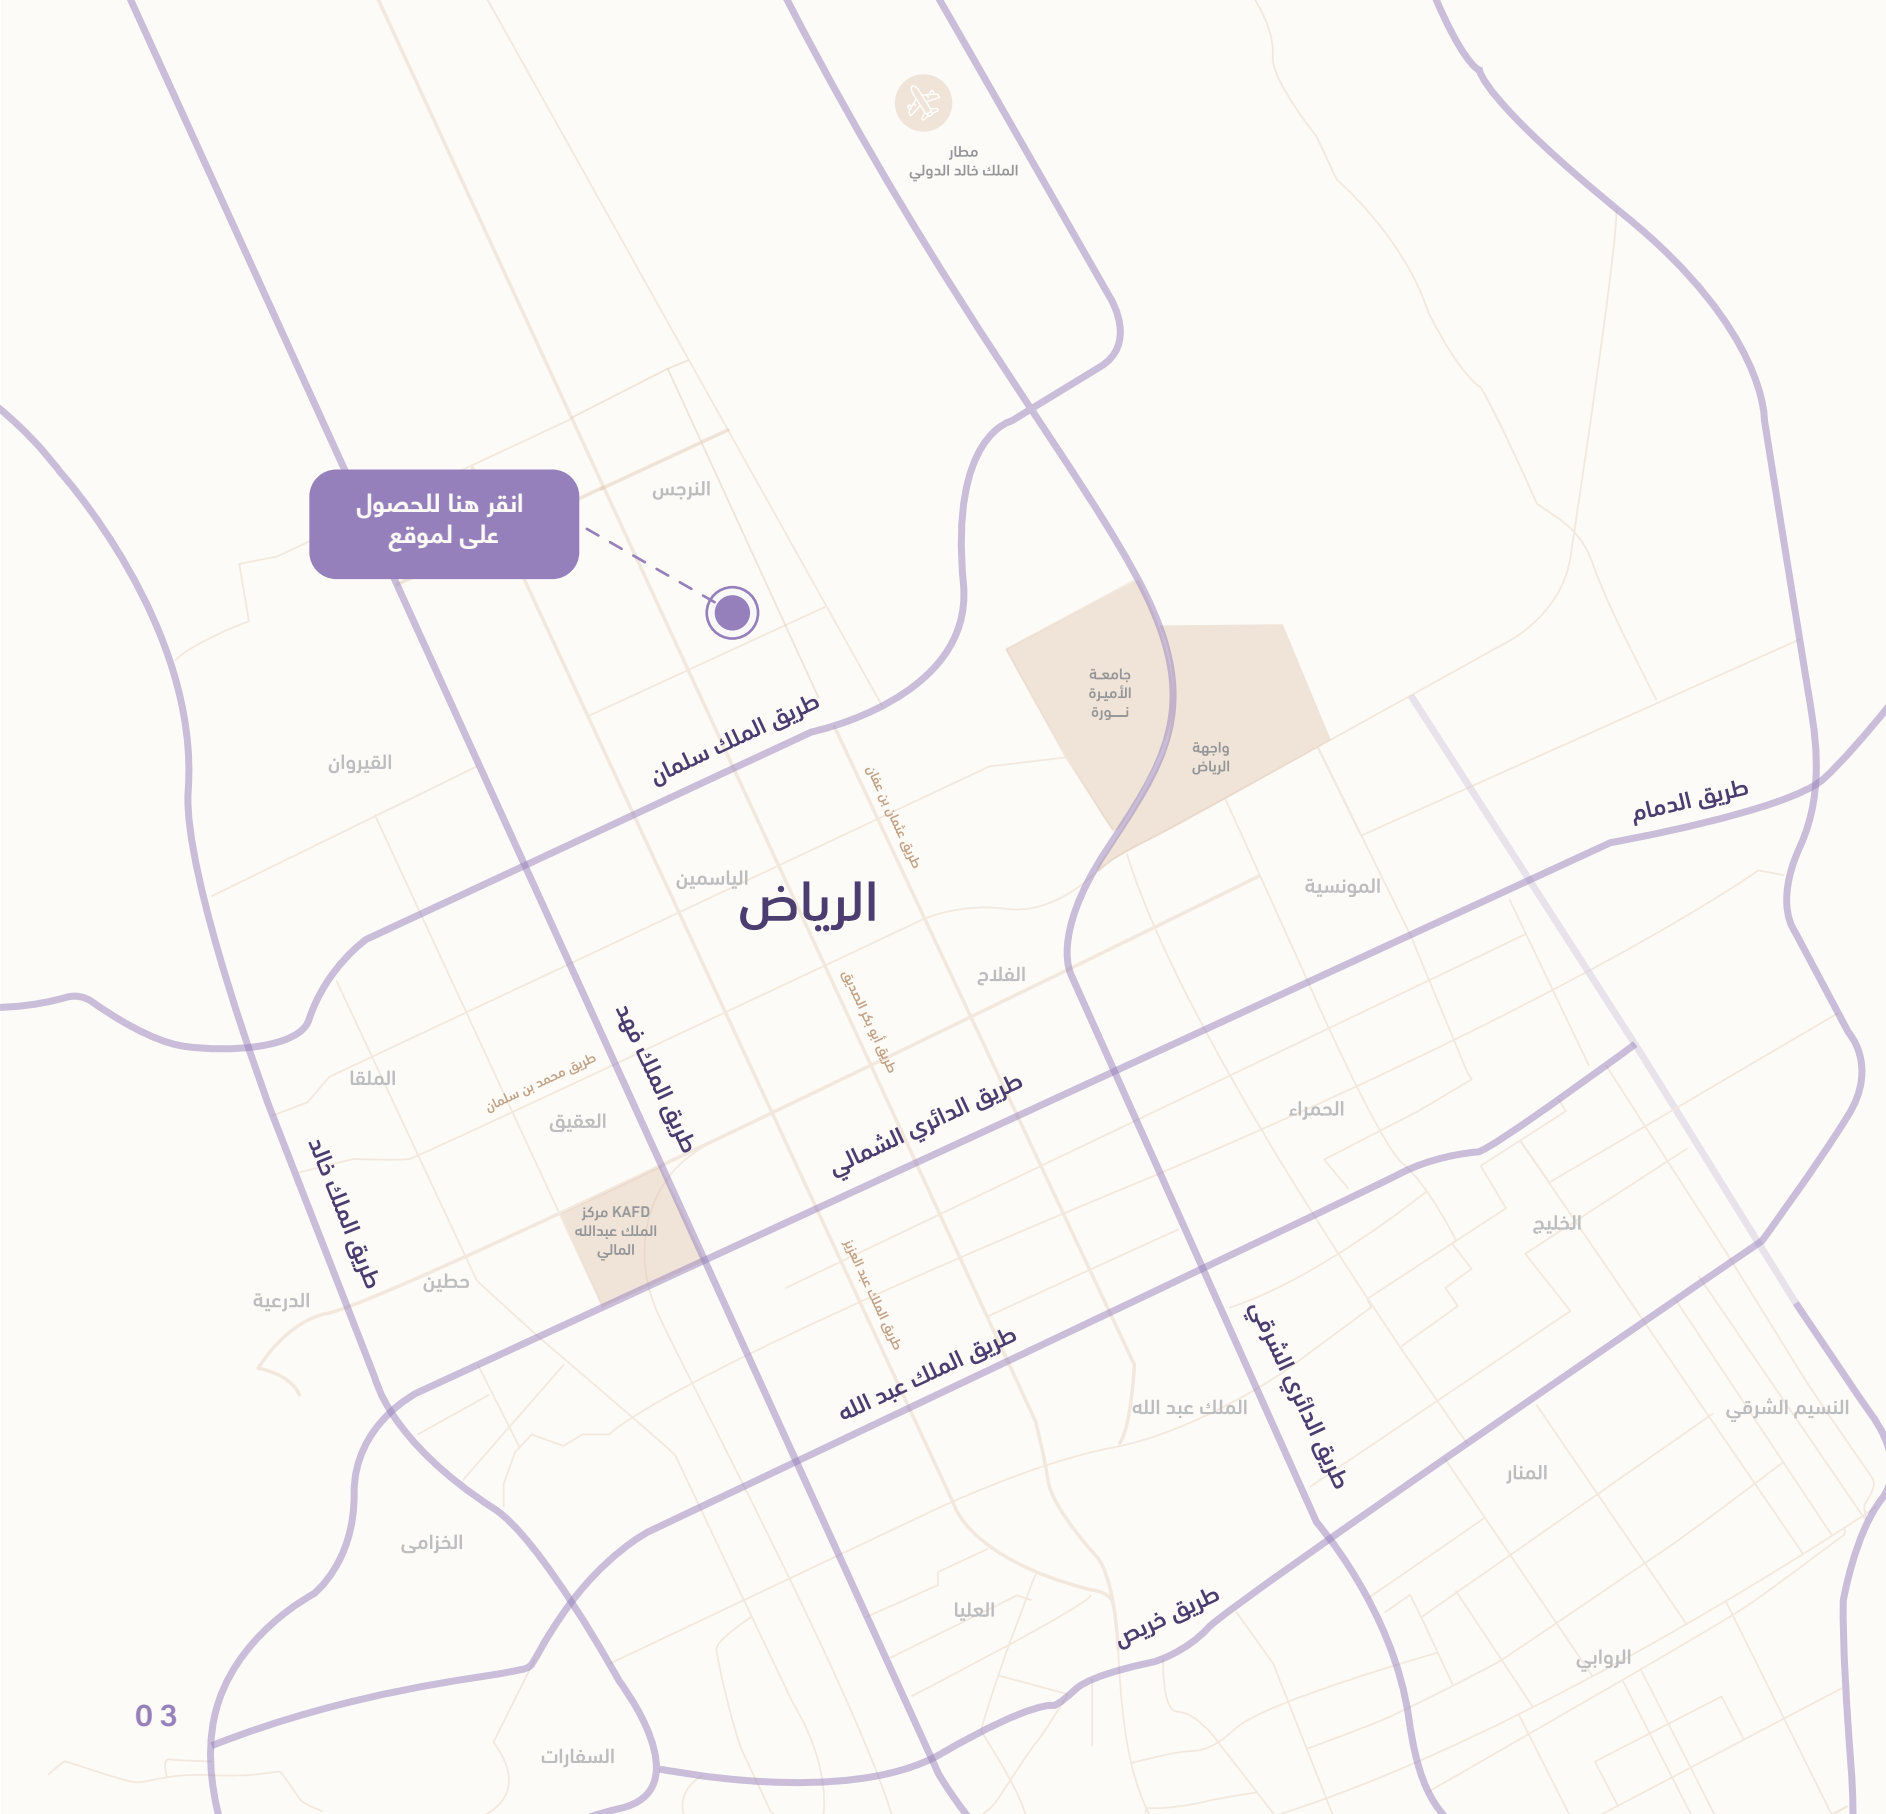 مطار
الملك خالد الدولي
النرجس
انقر هنا للحصول
على لموقع
جامعـة
الأميرة
نـــورة
واجهة
الرياض
طريق الملك سلمان
القيروان
طريق الدمام
طريق عثمان بن عفان
الياسمين
الرياض
المونسية
الفلاح
طريق أبو بكر الصديق
طريق الملك فهد
طريق محمد بن سلمان
الملقا
العقيق
طريق الدائري الشمالي
الحمراء
طريق الملك خالد
KAFD مركز
الملك عبدالله
المالي
الخليج
حطين
الدرعية
طريق الملك عبد العزيز
طريق الملك عبد الله
طريق الدائري الشرقي
الملك عبد الله
النسيم الشرقي
المنار
الخزامى
العليا
طريق خريص
الروابي
03
السفارات